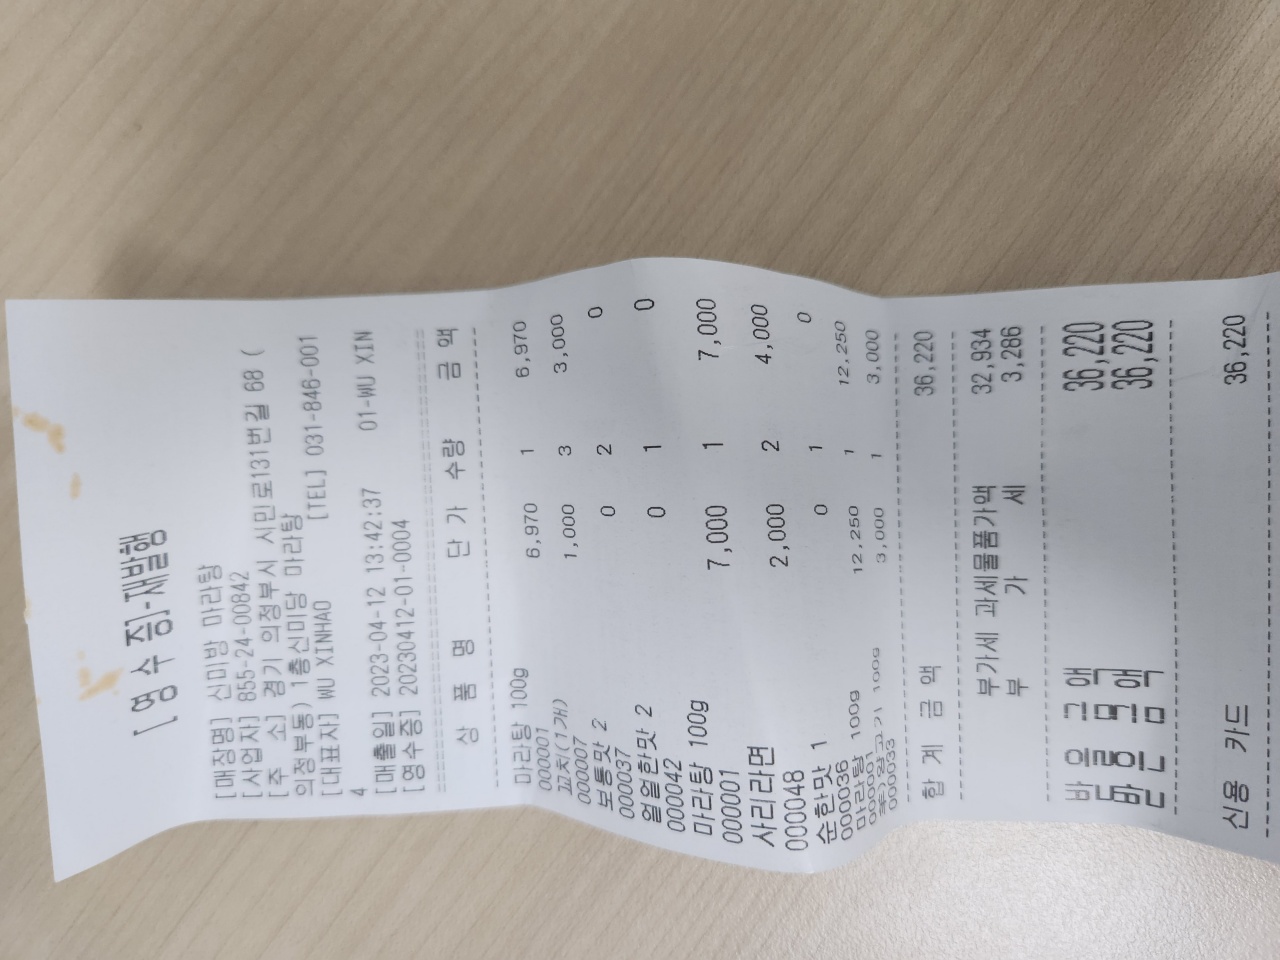 [영 수 증]-재발행
[매장명] 신미방 마라탕
[사업자] 855-24-00842
[주 소] 경기 의정부시 시민로131번길 68 (
의정부동) 1층신미당 마라탕
[대표자] WU XINHAO [TEL] 031-846-001
4
[매출일] 2023-04-12 13:42:37 01-WU XIN
[영수증] 20230412-01-0004
상 품 명 단 가 수량 금 액
마라탕 100g 6,970 1 6,970
000001
꼬치(1개) 1,000 3 3,000
000007
보통맛 2 0 2 0
000037
얼얼한맛 2 0 1 0
000042
마라탕 100g 7,000 1 7,000
000001
사리라면 2,000 2 4,000
000048
순한맛 1 0 1 0
000036
마라탕 100g 12,250 1 12,250
000001
추)양고기 100g 3,000 1 3,000
000033
합 계 금 액 36,220
부가세 과세물품가액 32,934
부 가 세 3,286
받을금액 36,220
받은금액 36,220
신용 카드 36,220